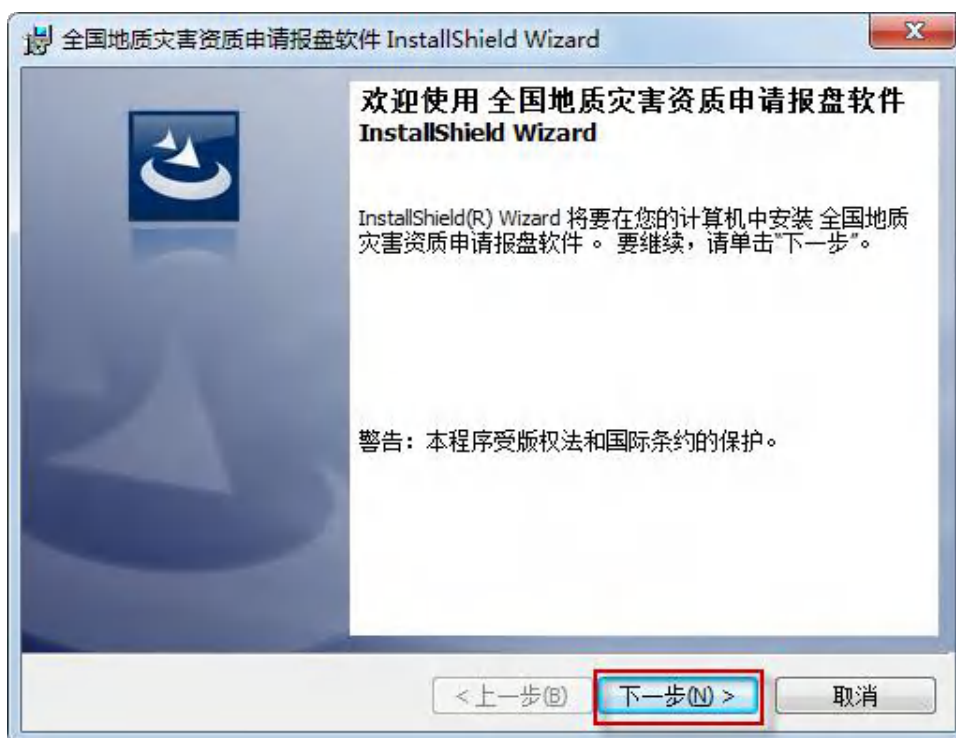 全国地质灾害资质申请报盘软件 InstallShield Wizard
欢迎使用 全国地质灾害资质申请报盘软件
InstallShield Wizard
InstallShield(R) Wizard 将要在您的计算机中安装 全国地质
灾害资质申请报盘软件 。 要继续，请单击“下一步”。
警告：本程序受版权法和国际条约的保护。
<上一步(B) 下一步(N) > 取消